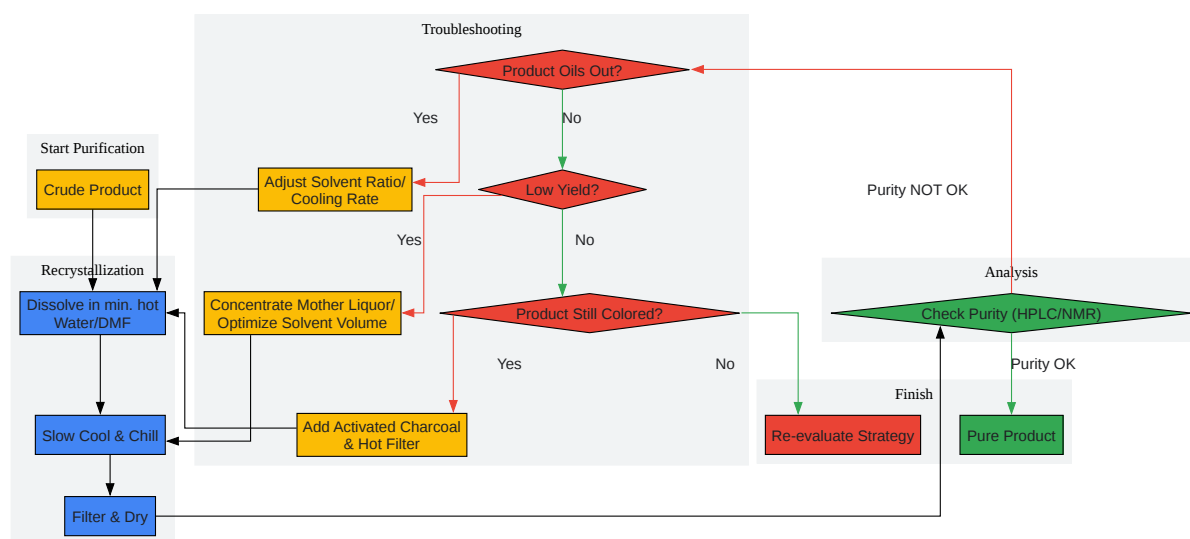 Troubleshooting
Product Oils Out?
Yes
No
Start Purification
Crude Product
Adjust Solvent Ratio/
Cooling Rate
Low Yield?
Purity NOT OK
Yes
No
Recrystallization
Analysis
Dissolve in min. hot
Water/DMF
Concentrate Mother Liquor/
Optimize Solvent Volume
Product Still Colored?
Check Purity (HPLC/NMR)
Yes
No
Purity OK
Finish
Slow Cool & Chill
Add Activated Charcoal
& Hot Filter
Re-evaluate Strategy
Pure Product
Filter & Dry